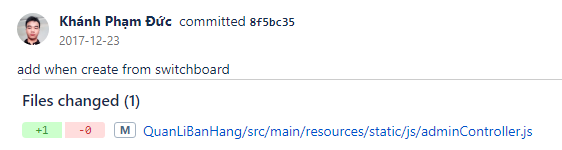 Khánh Phạm Đức committed 8f5bc35
2017-12-23
add when create from switchboard
Files changed (1)
+1 -0 M QuanLiBanHang/src/main/resources/static/js/adminController.js